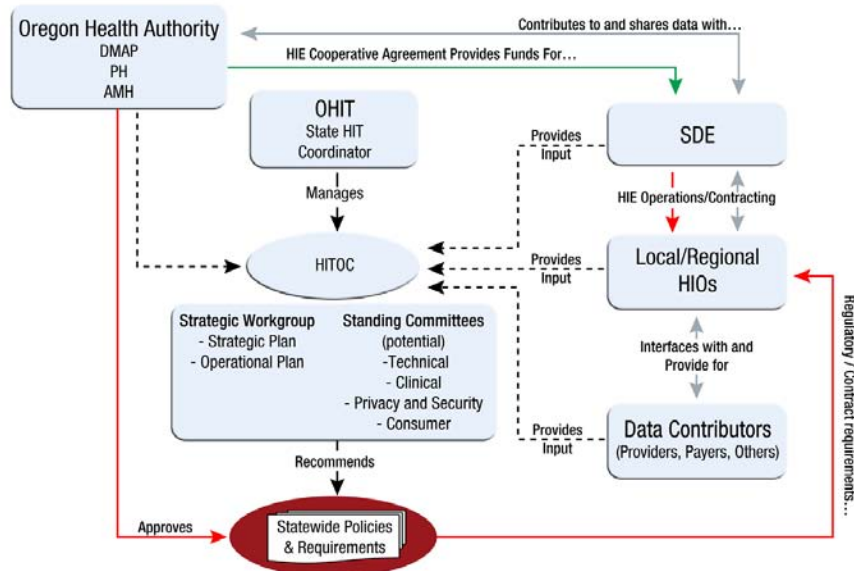 Oregon Health Authority
DMAP
PH
AMH
Contributes to and shares data with...
HIE Cooperative Agreement Provides Funds For...
OHIT
State HIT
Coordinator
Manages
Provides
Input
SDE
HIE Operations/Contracting
HITOC
Provides
Input
Local/Regional
HIOs
Strategic Workgroup
- Strategic Plan
- Operational Plan
Standing Committees
(potential)
-Technical
- Clinical
- Privacy and Security
- Consumer
Interfaces with and
Provide for
Provides
Input
Data Contributors
(Providers, Payers, Others)
Recommends
Approves
Statewide Policies
& Requirements
Regulatory / Contract requirements...